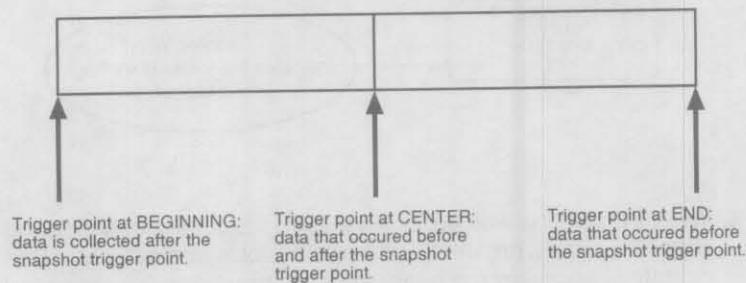 Trigger point at BEGINNING:
data is collected after the
snapshot trigger point.
Trigger point at CENTER:
data that occured before
and after the snapshot
trigger point.
Trigger point at END:
data that occured before
the snapshot trigger point.